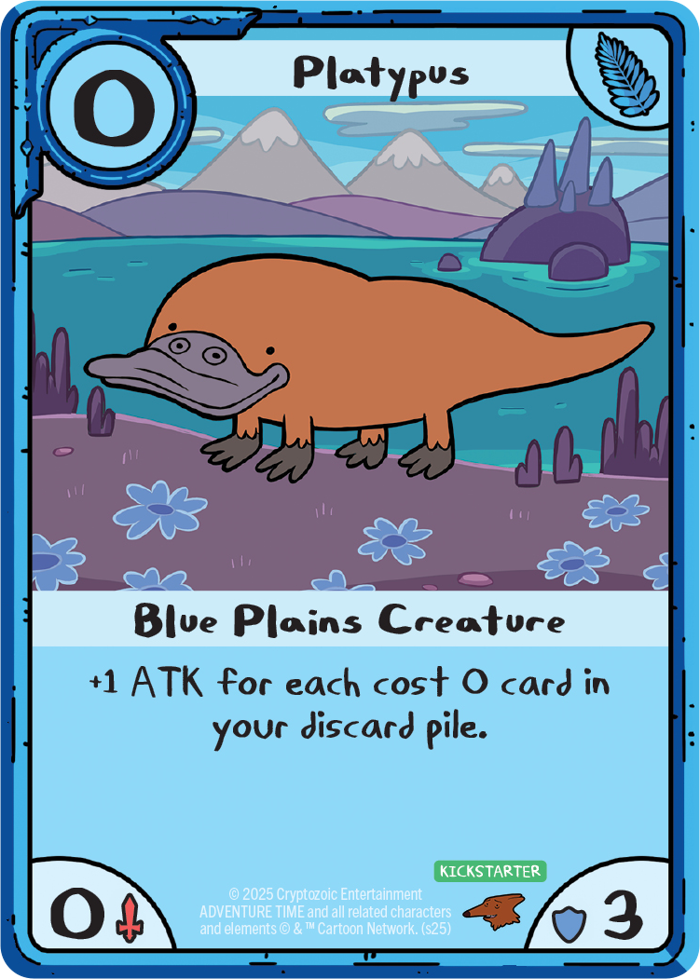 0
Platypus
Blue Plains Creature
+1 ATK for each cost 0 card in
your discard pile.
KICKSTARTER
0
© 2025 Cryptozoic Entertainment
ADVENTURE TIME and all related characters
and elements © & ™ Cartoon Network. (s25)
3